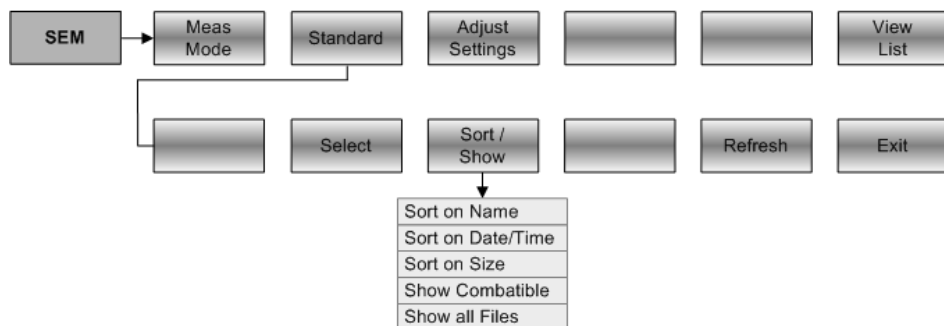 SEM
Meas
Mode
Standard
Adjust
Settings
View
List
Select
Sort /
Show
Refresh
Exit
Sort on Name
Sort on Date/Time
Sort on Size
Show Combatible
Show all Files